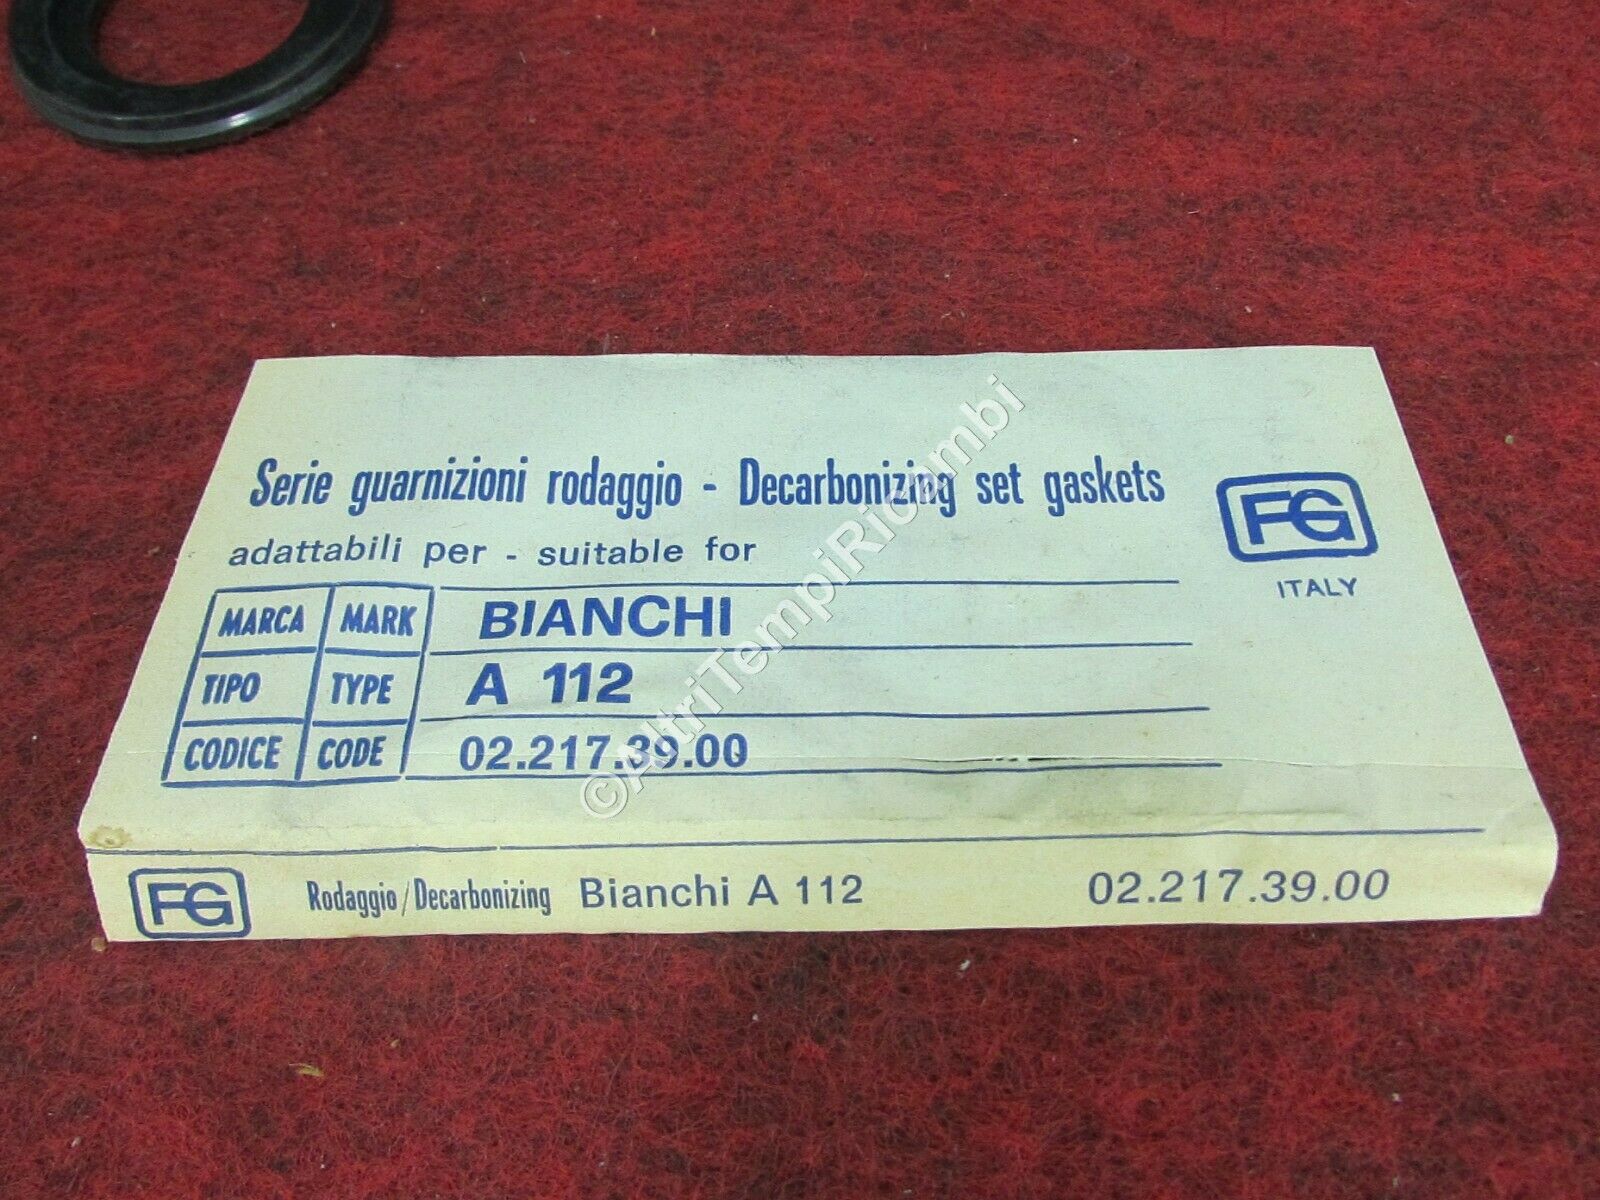 Serie guarnizioni rodaggio - Decarbonizing set gaskets
FG
adattabili per - suitable for
ITALY
MARCA MARK BIANCHI
TIPO TYPE A 112
CODICE CODE 02.217.39.00
FG Rodaggio/Decarbonizing Bianchi A 112 02.217.39.00
©AltriTempiRicambi